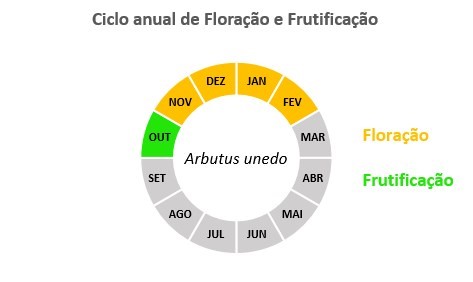 Ciclo anual de Floração e Frutificação
JAN
FEV
MAR
ABR
MAI
JUN
JUL
AGO
SET
OUT
NOV
DEZ
Arbutus unedo
Floração
Frutificação